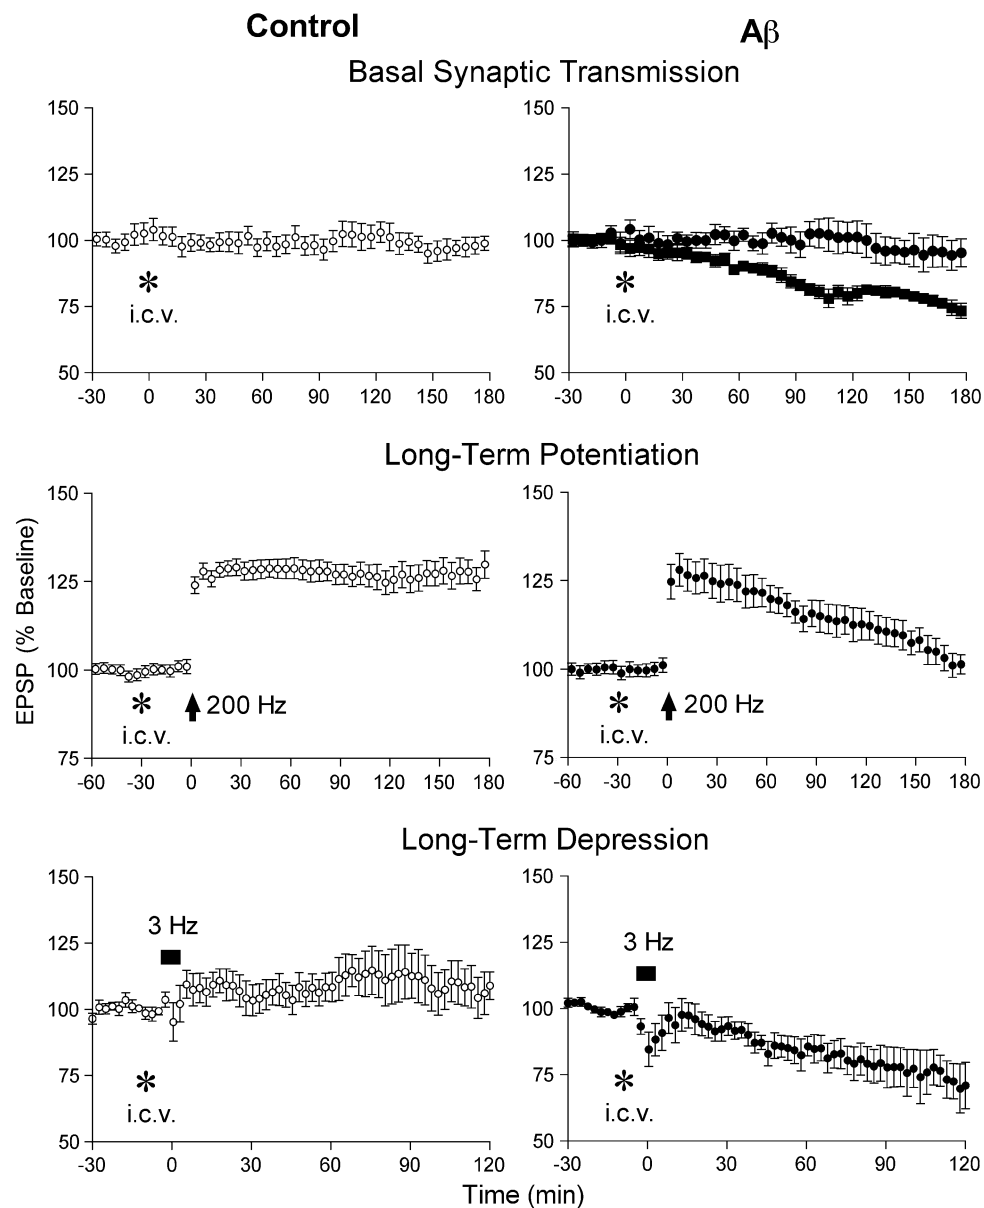 Control
Aβ
Basal Synaptic Transmission
150
125
100
75
50
*
i.c.v.
-30 0 30 60 90 120 150 180
150
125
100
75
50
*
i.c.v.
-30 0 30 60 90 120 150 180
Long-Term Potentiation
EPSP (% Baseline)
150
125
100
75
*
i.c.v.
200 Hz
-60 -30 0 30 60 90 120 150 180
150
125
100
75
*
i.c.v.
200 Hz
-60 -30 0 30 60 90 120 150 180
Long-Term Depression
150
125
100
75
50
3 Hz
*
i.c.v.
-30 0 30 60 90 120
150
125
100
75
50
3 Hz
*
i.c.v.
-30 0 30 60 90 120
Time (min)